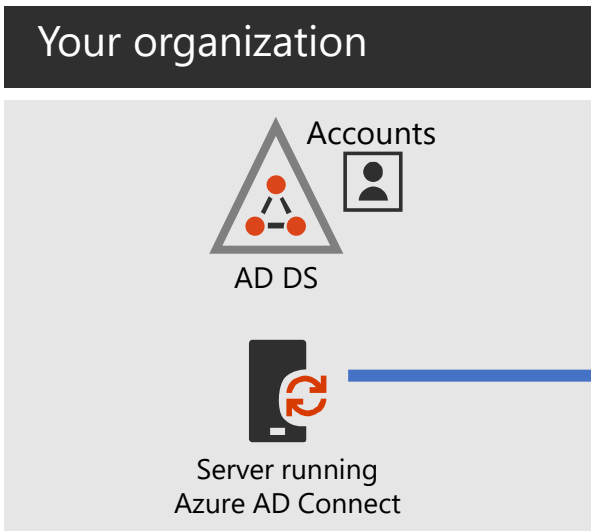 Your organization
Accounts
AD DS
Server running
Azure AD Connect